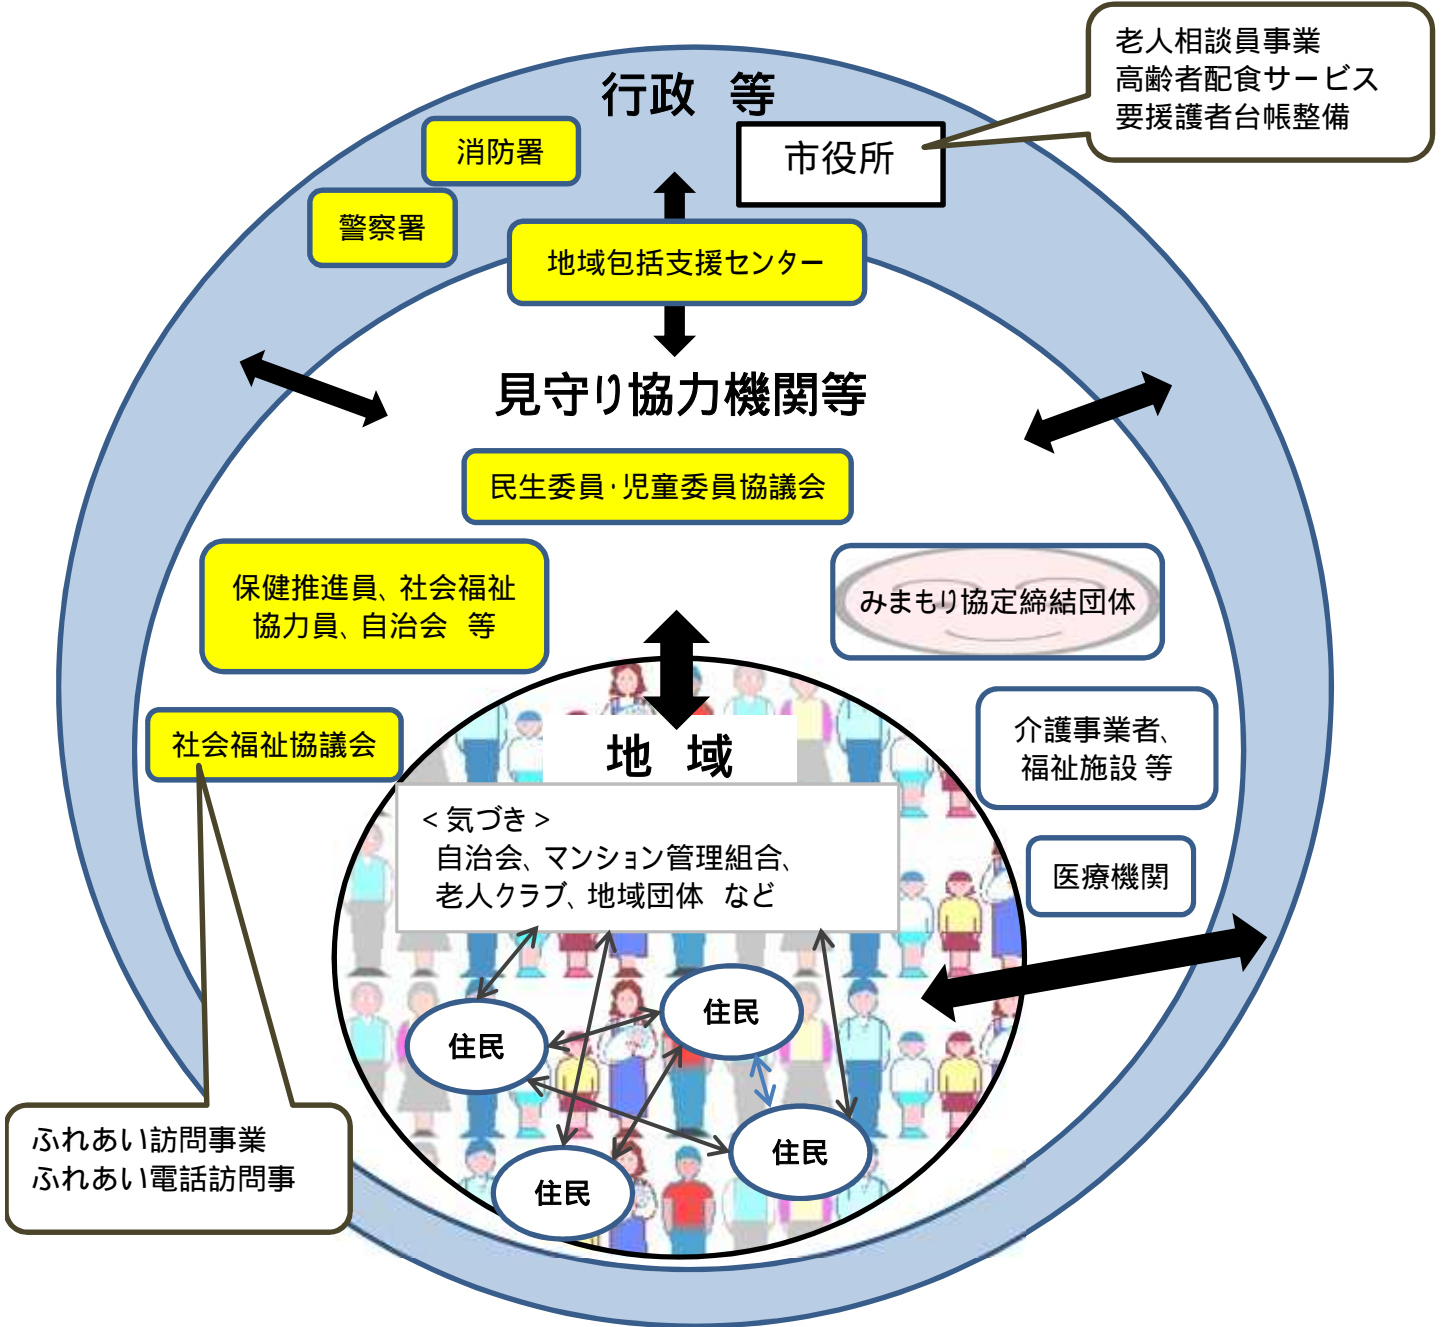 老人相談員事業
高齢者配食サービス
要援護者台帳整備
行政 等
消防署
市役所
警察署
地域包括支援センター
見守り協力機関等
民生委員・児童委員協議会
保健推進員、社会福祉
協力員、自治会 等
みまもり協定締結団体
社会福祉協議会
介護事業者、
福祉施設 等
地 域
<気づき>
自治会、マンション管理組合、
老人クラブ、地域団体 など
医療機関
住民
住民
住民
住民
ふれあい訪問事業
ふれあい電話訪問事